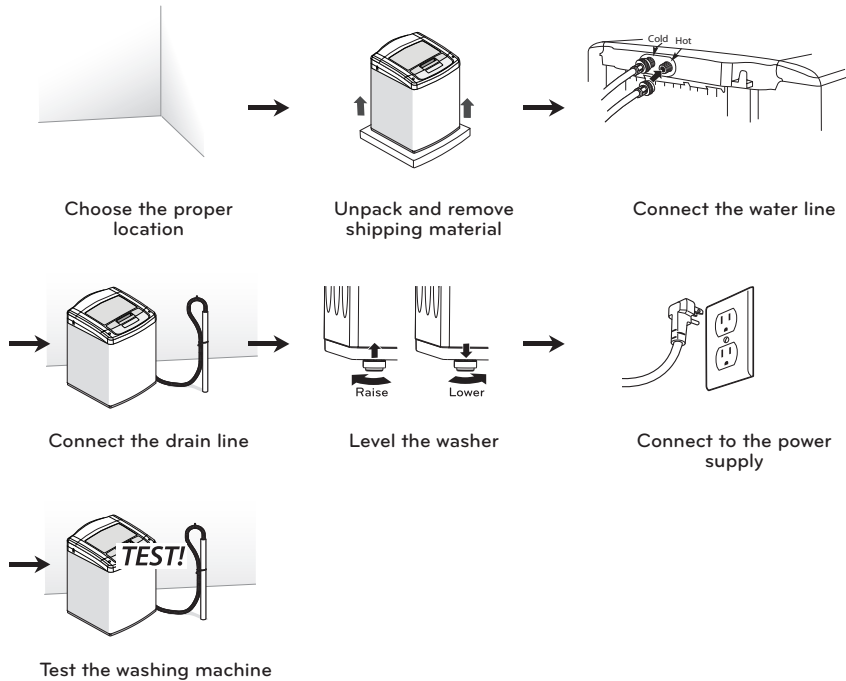 Cold Hot
Choose the proper
location
Unpack and remove
shipping material
Connect the water line
Connect the drain line
Raise
Lower
Level the washer
Connect to the power
supply
TEST!
Test the washing machine